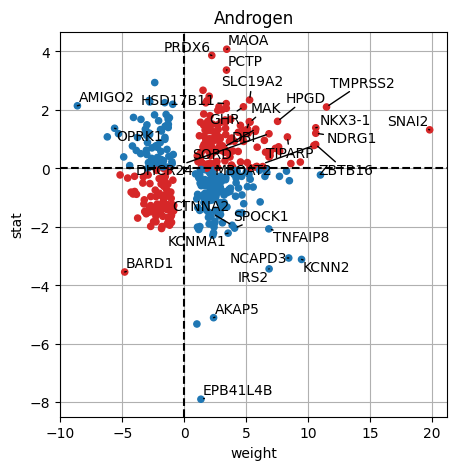 Androgen
PRDX6
MAOA
PCTP
SLC19A2
TMPRSS2
AMIGO2
HSD17B11
MAK
HPGD
OPRK1
GHR
NKX3-1
SNAI2
DBI
NDRG1
SORD
TIPARP
DHCR24
MBOAT2
ZBTB16
CTNNA2
SPOCK1
KCNMA1
TNFAIP8
BARD1
NCAPD3
KCNN2
IRS2
AKAP5
EPB41L4B
4
2
0
−2
−4
−6
−8
stat
−10
−5
0
5
10
15
20
weight